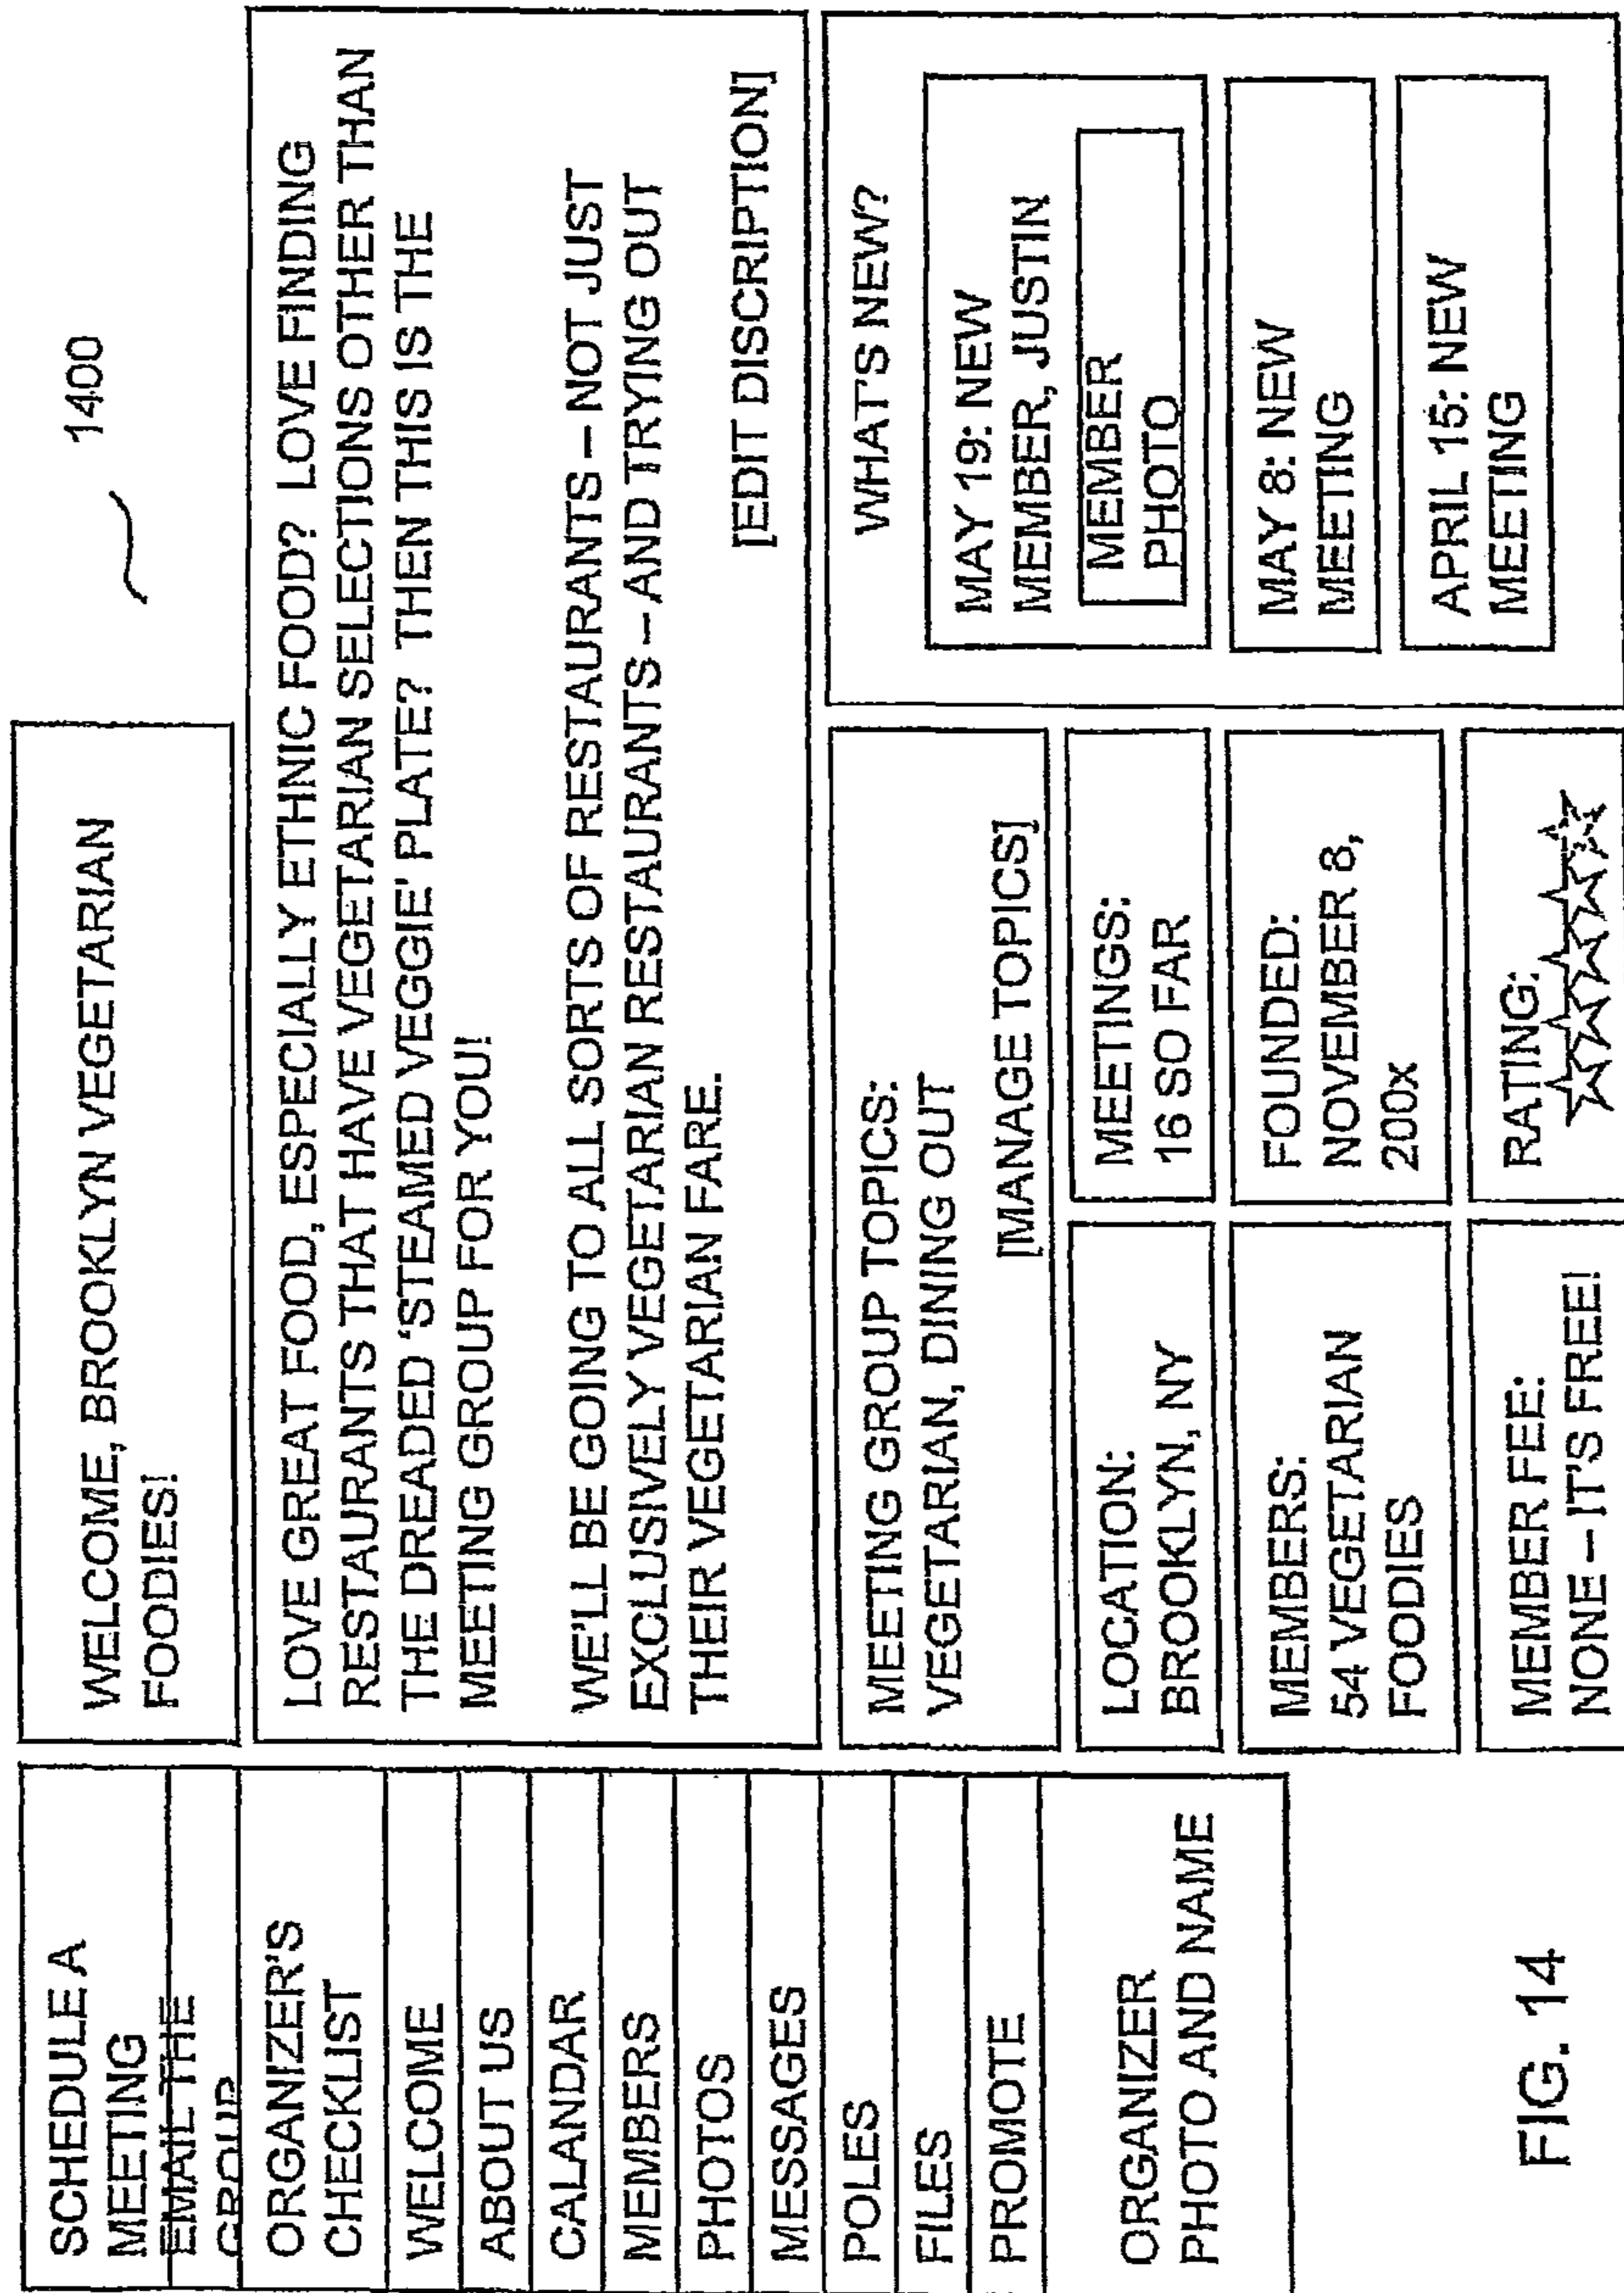 1400
SCHEDULE A
MEETING
EMAIL THE
GROUP
ORGANIZER'S
CHECKLIST
WELCOME
ABOUT US
CALANDAR
MEMBERS
PHOTOS
MESSAGES
POLES
FILES
PROMOTE
ORGANIZER
PHOTO AND NAME
WELCOME, BROOKLYN VEGETARIAN
FOODIES!
LOVE GREAT FOOD, ESPECIALLY ETHNIC FOOD? LOVE FINDING
RESTAURANTS THAT HAVE VEGETARIAN SELECTIONS OTHER THAN
THE DREADED 'STEAMED VEGGIE' PLATE? THEN THIS IS THE
MEETING GROUP FOR YOU!
WE'LL BE GOING TO ALL SORTS OF RESTAURANTS – NOT JUST
EXCLUSIVELY VEGETARIAN RESTAURANTS – AND TRYING OUT
THEIR VEGETARIAN FARE.
[EDIT DISCRIPTION]
MEETING GROUP TOPICS:
VEGETARIAN, DINING OUT
[MANAGE TOPICS]
LOCATION:
BROOKLYN, NY
MEETINGS:
16 SO FAR
MEMBERS:
54 VEGETARIAN
FOODIES
FOUNDED:
NOVEMBER 8,
200x
MEMBER FEE:
NONE – IT'S FREE!
RATING:
WHAT'S NEW?
MAY 19: NEW
MEMBER, JUSTIN
MEMBER
PHOTO
MAY 8: NEW
MEETING
APRIL 15: NEW
MEETING
FIG. 14